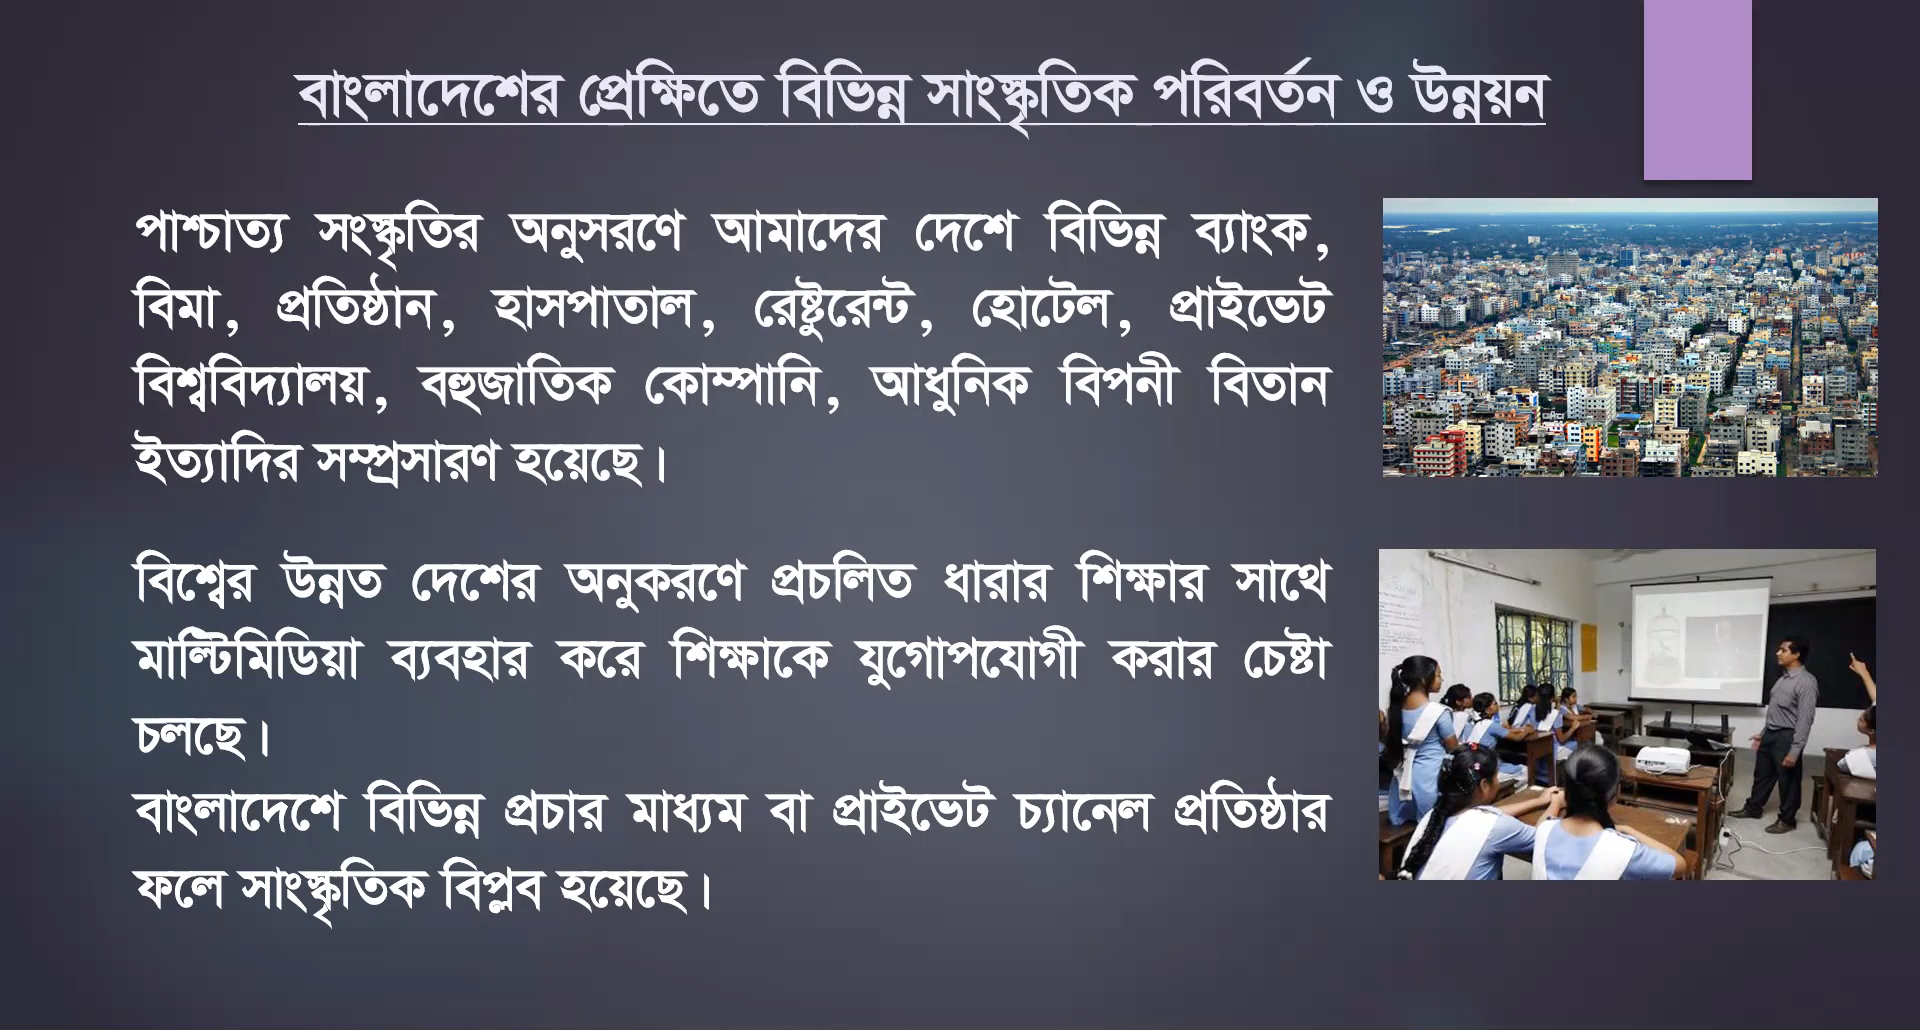 বাংলাদেশের প্রেক্ষিতে বিভিন্ন সাংস্কৃতিক পরিবর্তন ও উন্নয়ন
পাশ্চাত্য সংস্কৃতির অনুসরণে আমাদের দেশে বিভিন্ন ব্যাংক,
বিমা, প্রতিষ্ঠান, হাসপাতাল, রেষ্টুরেন্ট, হোটেল, প্রাইভেট
বিশ্ববিদ্যালয়, বহুজাতিক কোম্পানি, আধুনিক বিপনী বিতান
ইত্যাদির সম্প্রসারণ হয়েছে।
বিশ্বের উন্নত দেশের অনুকরণে প্রচলিত ধারার শিক্ষার সাথে
মাল্টিমিডিয়া ব্যবহার করে শিক্ষাকে যুগোপযোগী করার চেষ্টা
চলছে।
বাংলাদেশে বিভিন্ন প্রচার মাধ্যম বা প্রাইভেট চ্যানেল প্রতিষ্ঠার
ফলে সাংস্কৃতিক বিপ্লব হয়েছে।